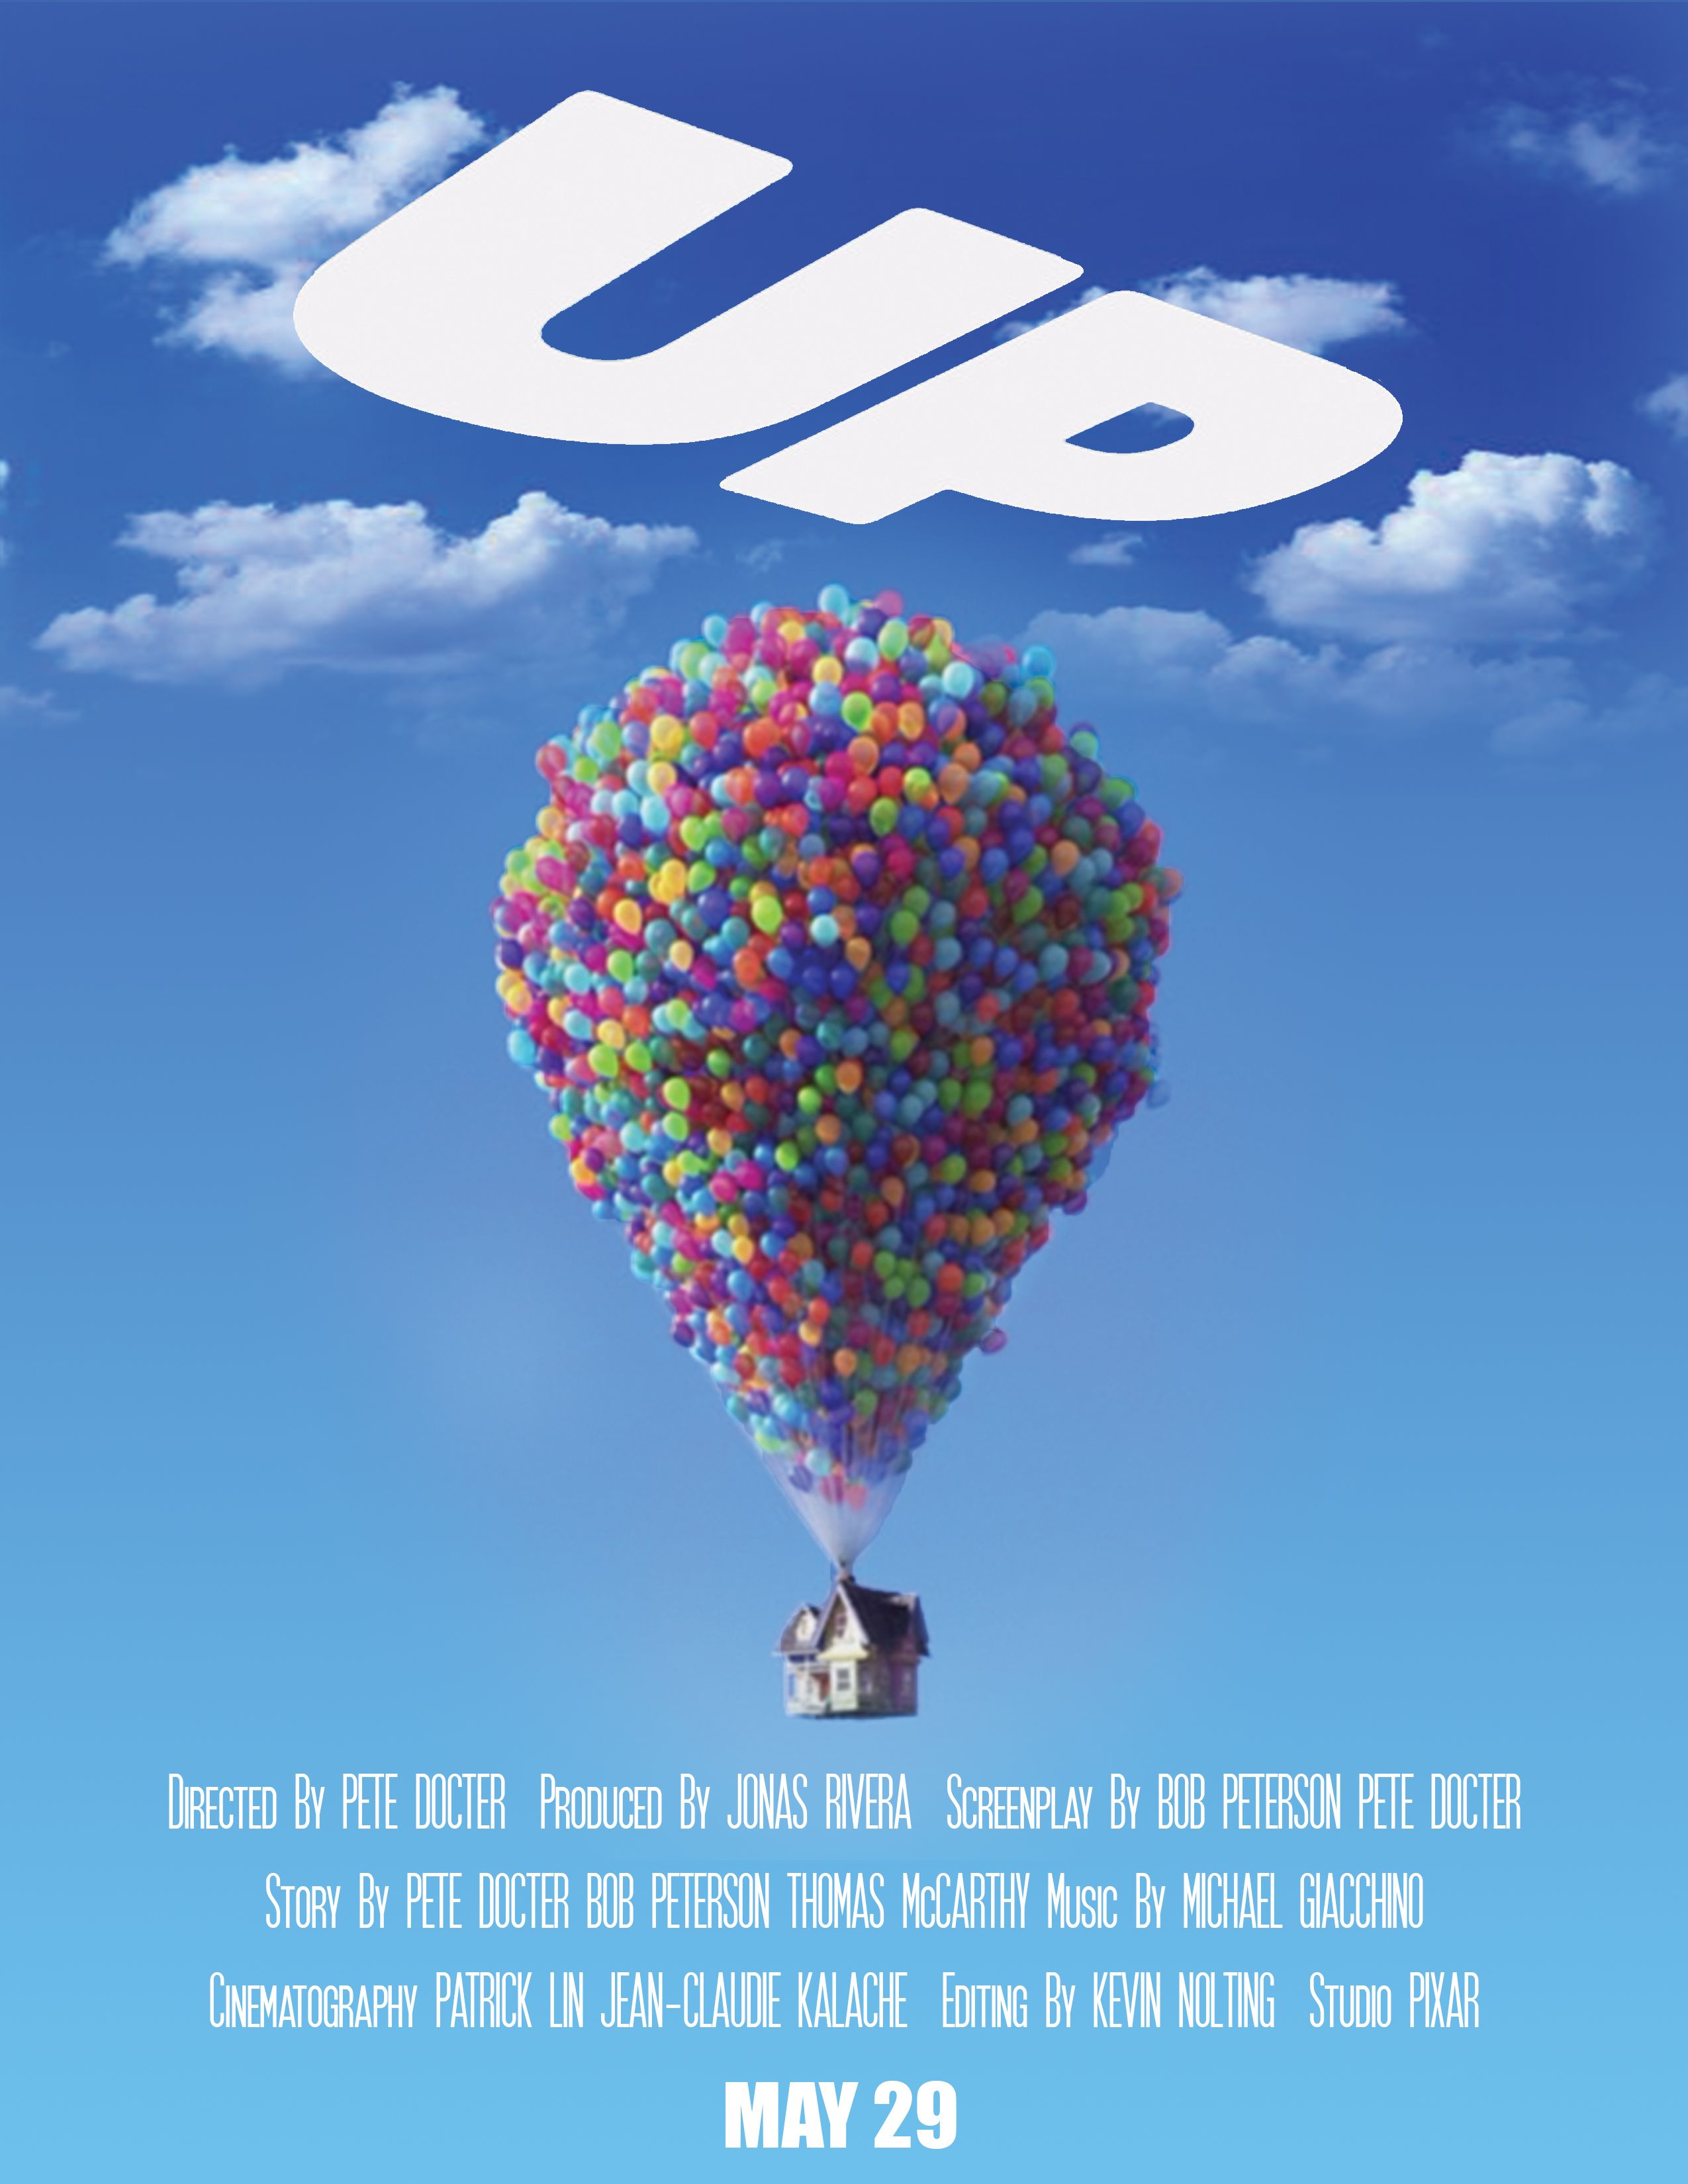 UP
Directed By PETE DOCTER Produced By JONAS RIVERA Screenplay By BOB PETERSON PETE DOCTER
Story By PETE DOCTER BOB PETERSON THOMAS McCARTHY Music By MICHAEL GIACCHINO
Cinematography PATRICK LIN JEAN-CLAUDIE KALACHE Editing By KEVIN NOLTING Studio PIXAR
MAY 29